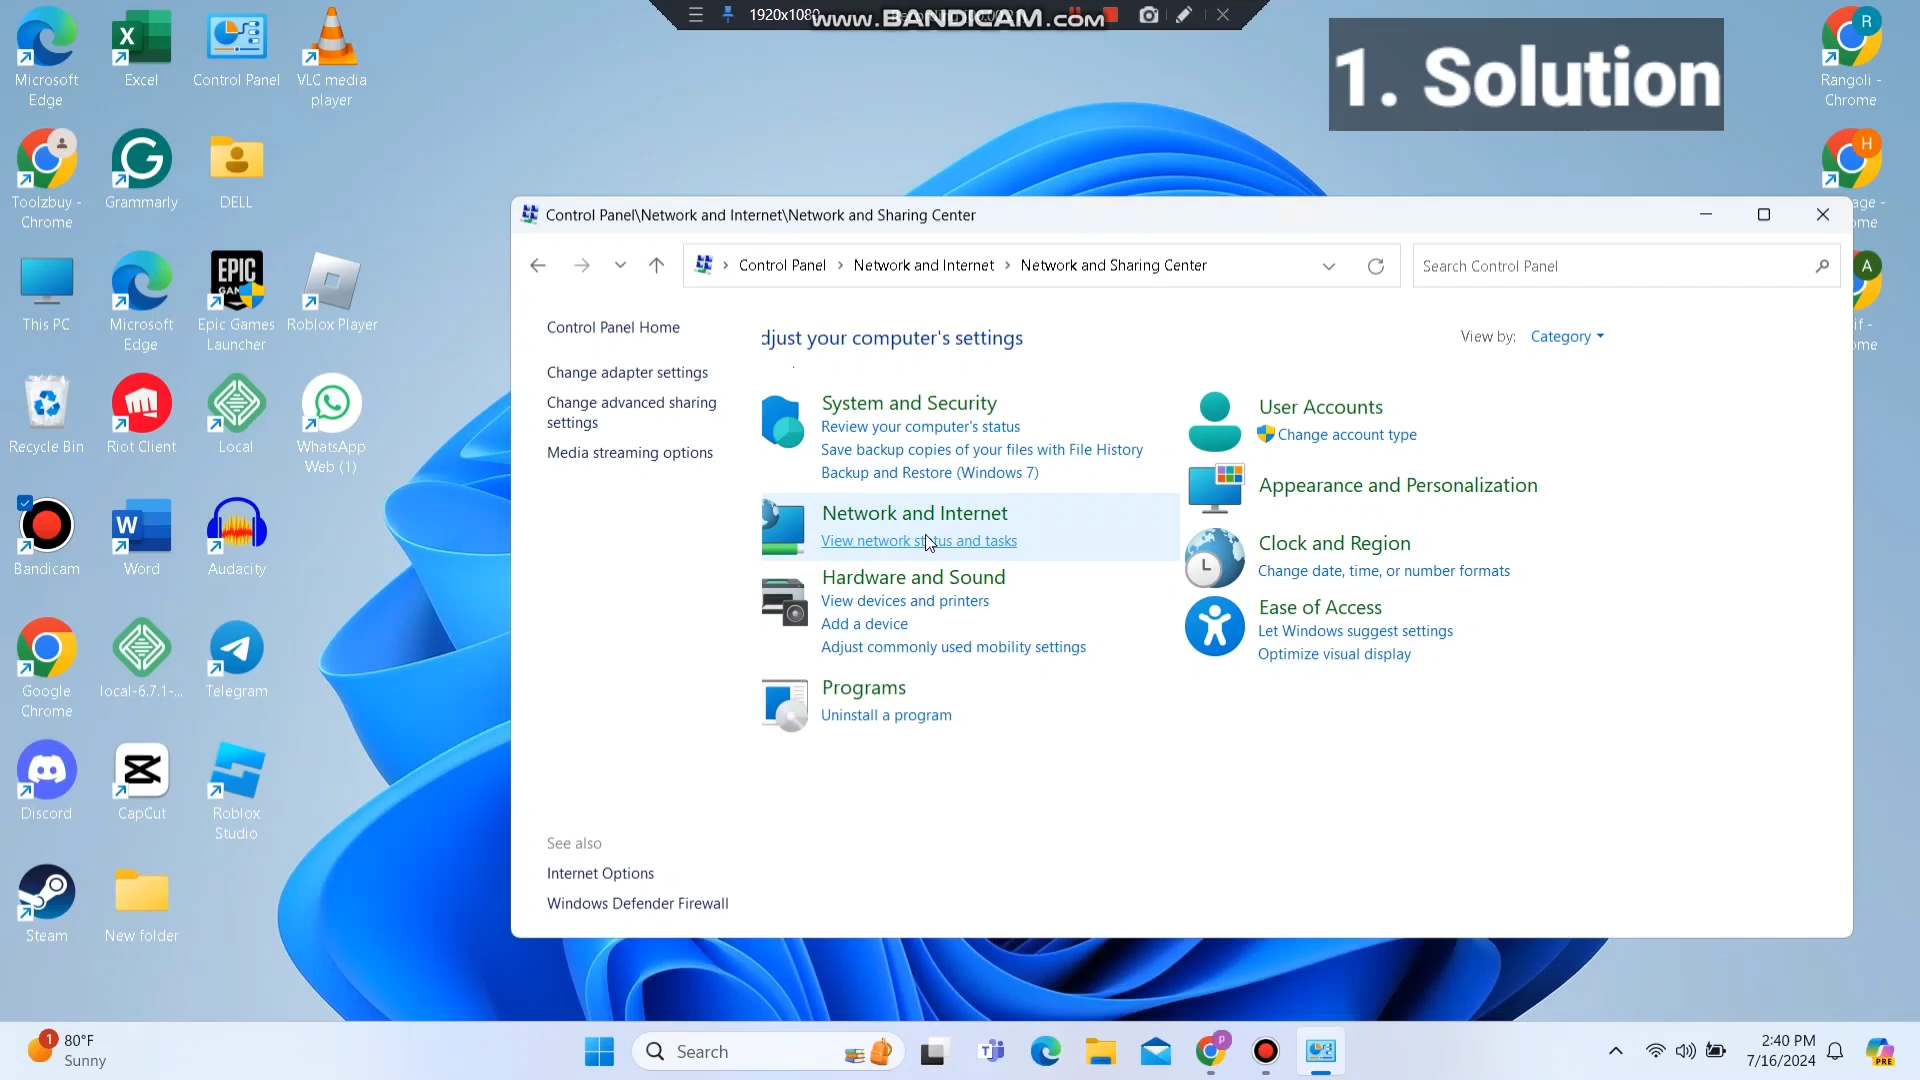 1920x1080
www.BANDICAM.com
1. Solution
Microsoft
Edge
Excel
Control Panel
VLC media
player
Rangoli -
Chrome
Toolzbuy -
Chrome
Grammarly
DELL
This PC
Microsoft
Edge
Epic Games
Launcher
Roblox Player
Recycle Bin
Riot Client
Local
WhatsApp
Web (1)
Bandicam
Word
Audacity
Google
Chrome
local-6.7.1-...
Telegram
Discord
CapCut
Roblox
Studio
Steam
New folder
Control Panel\Network and Internet\Network and Sharing Center
Control Panel
Network and Internet
Network and Sharing Center
Search Control Panel
Control Panel Home
Change adapter settings
Change advanced sharing
settings
Media streaming options
See also
Internet Options
Windows Defender Firewall
djust your computer's settings
View by: Category
System and Security
Review your computer's status
Save backup copies of your files with File History
Backup and Restore (Windows 7)
Network and Internet
View network status and tasks
Hardware and Sound
View devices and printers
Add a device
Adjust commonly used mobility settings
Programs
Uninstall a program
User Accounts
Change account type
Appearance and Personalization
Clock and Region
Change date, time, or number formats
Ease of Access
Let Windows suggest settings
Optimize visual display
80°F
Sunny
Search
2:40 PM
7/16/2024